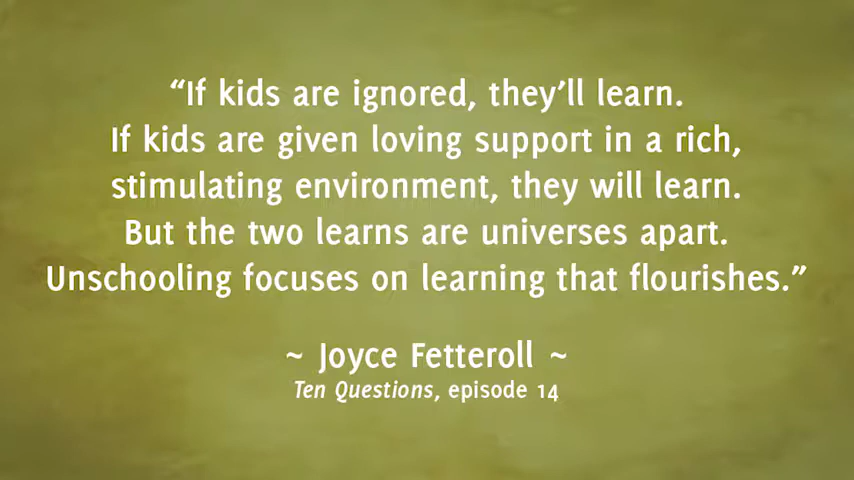 “If kids are ignored, they’ll learn.
If kids are given loving support in a rich,
stimulating environment, they will learn.
But the two learns are universes apart.
Unschooling focuses on learning that flourishes.”
~ Joyce Fetteroll ~
Ten Questions, episode 14